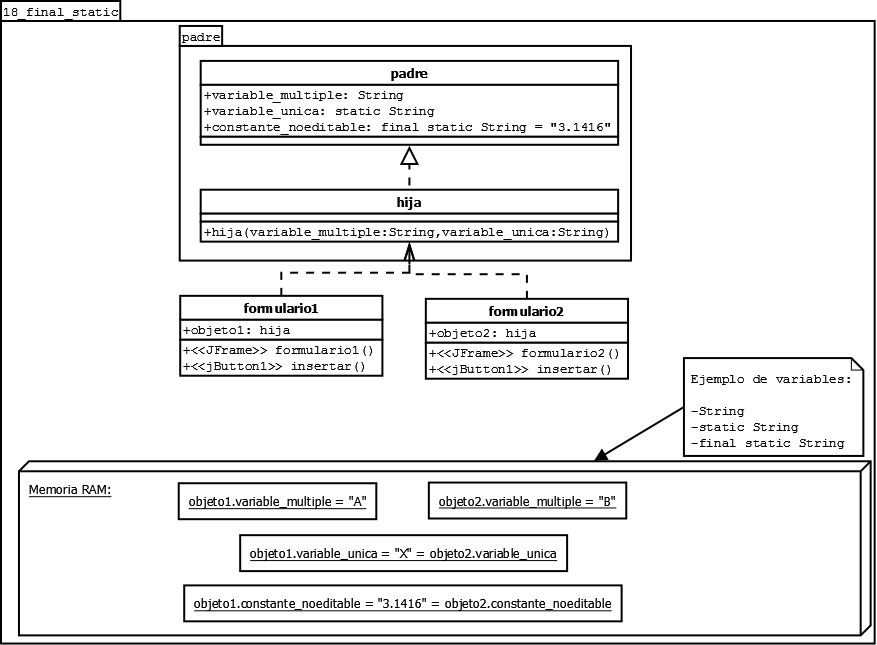 18_final_static
padre
padre
+variable_multiple: String
+variable_unica: static String
+constante_noeditable: final static String = "3.1416"
hija
+hija(variable_multiple:String,variable_unica:String)
formulario1
+objeto1: hija
+<<JFrame>> formulario1()
+<<jButton1>> insertar()
formulario2
+objeto2: hija
+<<JFrame>> formulario2()
+<<jButton1>> insertar()
Ejemplo de variables:
-String
-static String
-final static String
Memoria RAM:
objeto1.variable_multiple = "A"
objeto2.variable_multiple = "B"
objeto1.variable_unica = "X" = objeto2.variable_unica
objeto1.constante_noeditable = "3.1416" = objeto2.constante_noeditable